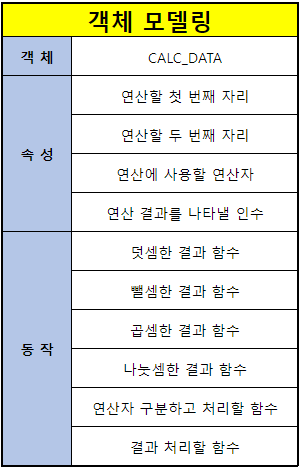 객체 모델링
객 체
CALC_DATA
속 성
연산할 첫 번째 자리
연산할 두 번째 자리
연산에 사용할 연산자
연산 결과를 나타낼 인수
동 작
덧셈한 결과 함수
뺄셈한 결과 함수
곱셈한 결과 함수
나눗셈한 결과 함수
연산자 구분하고 처리할 함수
결과 처리할 함수